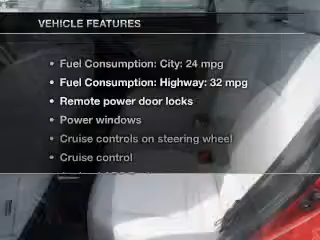 VEHICLE FEATURES
• Fuel Consumption: City: 24 mpg
• Fuel Consumption: Highway: 32 mpg
• Remote power door locks
• Power windows
• Cruise controls on steering wheel
• Cruise control